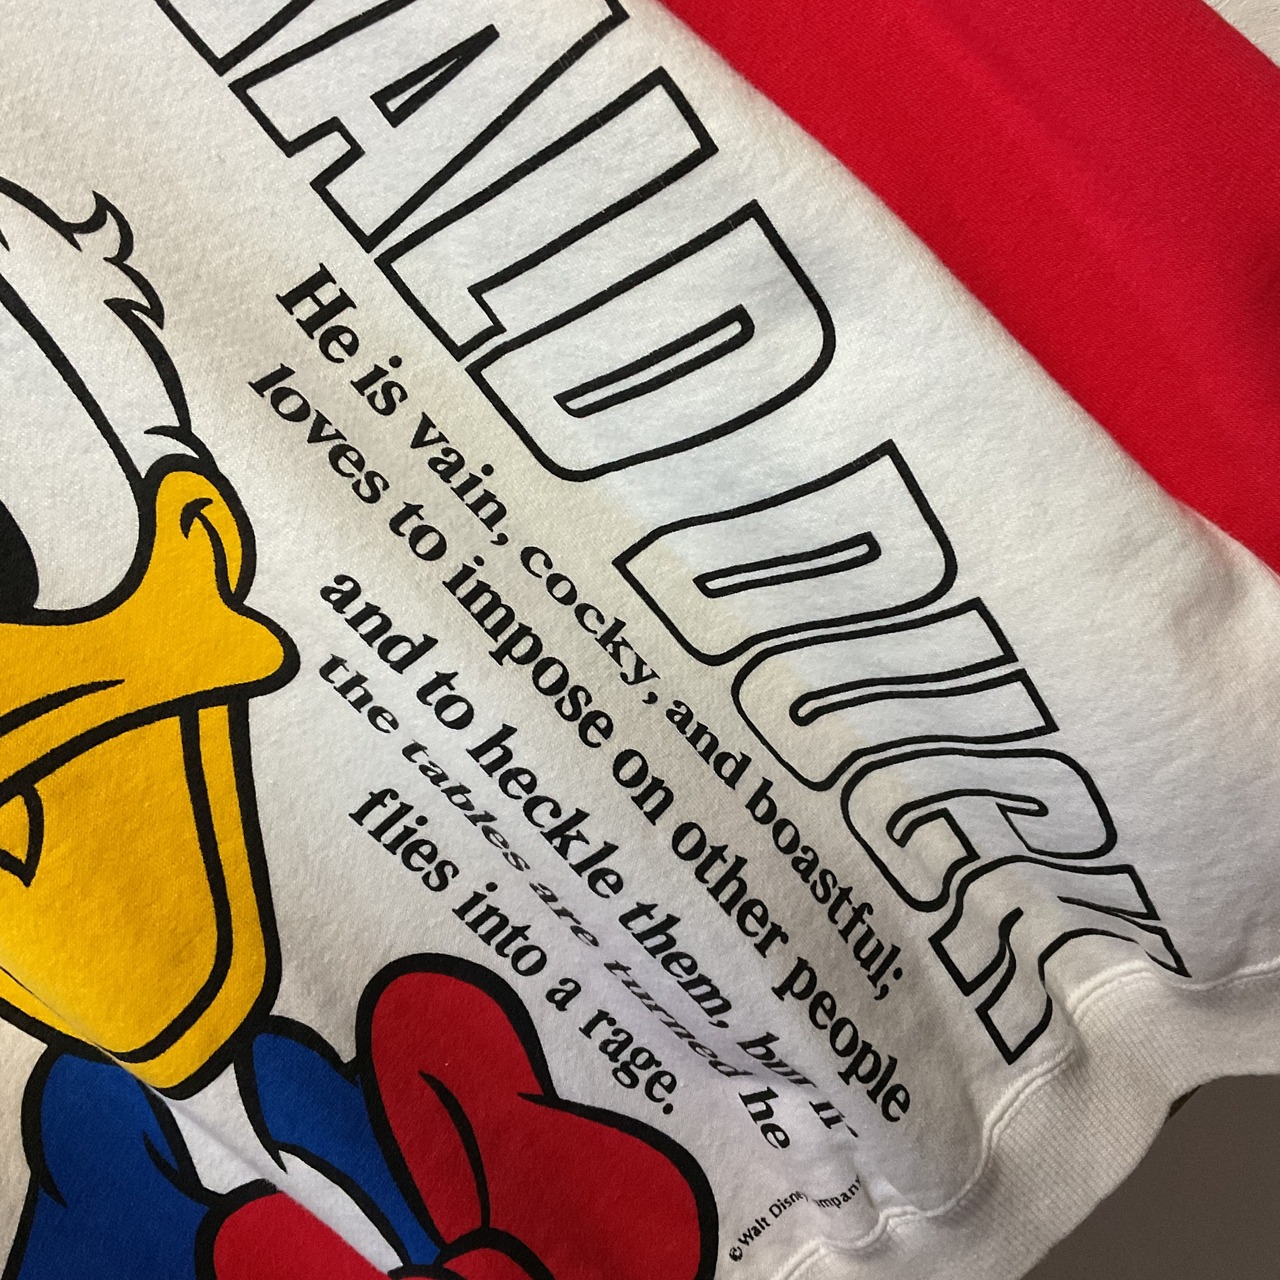 ALD DUCK
He is vain, cocky, and boastful;
loves to impose on other people
and to heckle them, but if
the tables are turned he
flies into a rage.
© Walt Disney